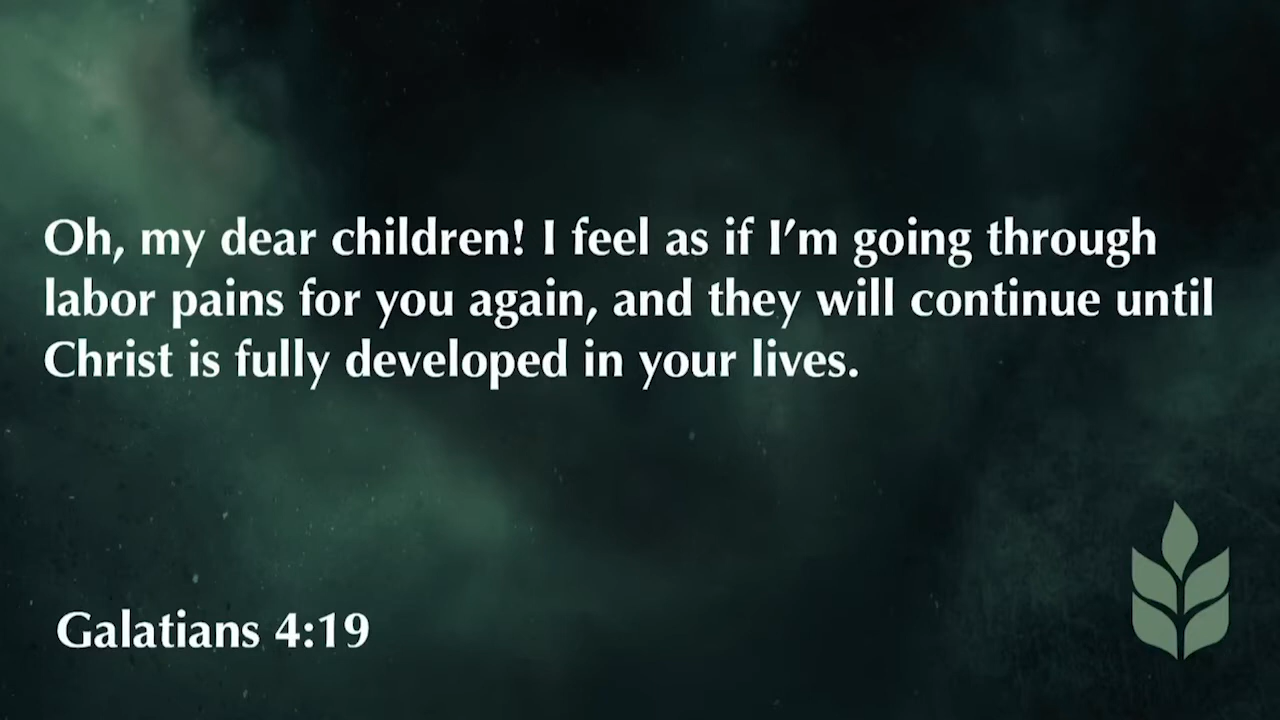 Oh, my dear children! I feel as if I’m going through
labor pains for you again, and they will continue until
Christ is fully developed in your lives.
Galatians 4:19